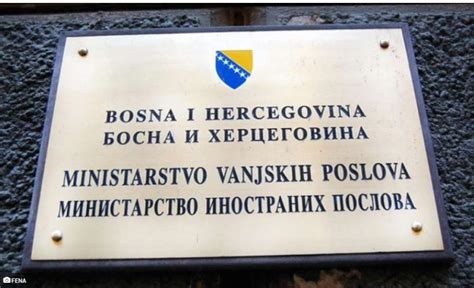 BOSNA I HERCEGOVINA
БОСНА И ХЕРЦЕГОВИНА
MINISTARSTVO VANJSKIH POSLOVA
МИНИСТАРСТВО ИНОСТРАНИХ ПОСЛОВА
FENA